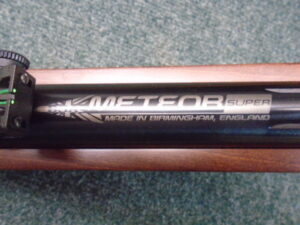 METEOR SUPER
MADE IN BIRMINGHAM, ENGLAND